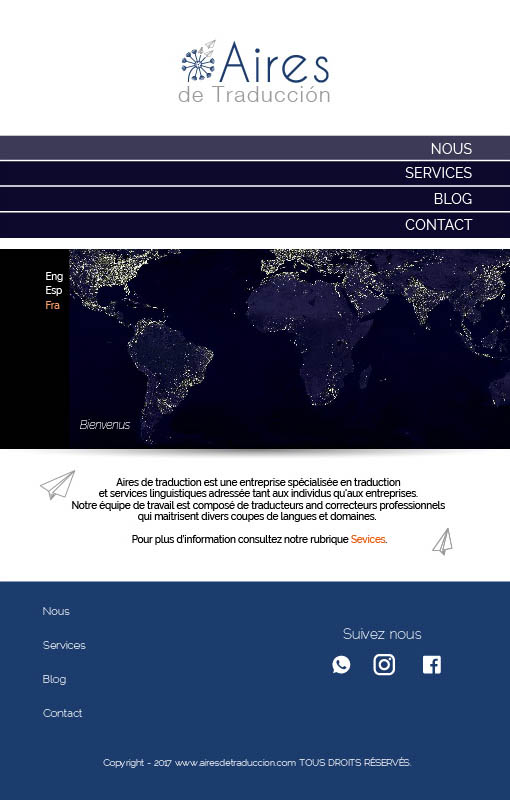 Aires
de Traducción
NOUS
SERVICES
BLOG
CONTACT
Eng
Esp
Fra
Bienvenus
Aires de traduction est une entreprise spécialisée en traduction
et services linguistiques adressée tant aux individus qu'aux entreprises.
Notre équipe de travail est composé de traducteurs and correcteurs professionnels
qui maîtrisent divers coupes de langues et domaines.
Pour plus d'information consultez notre rubrique Sevices.
Nous
Services
Blog
Contact
Suivez nous
Copyright - 2017 www.airesdetraduccion.com TOUS DROITS RÉSERVÉS.